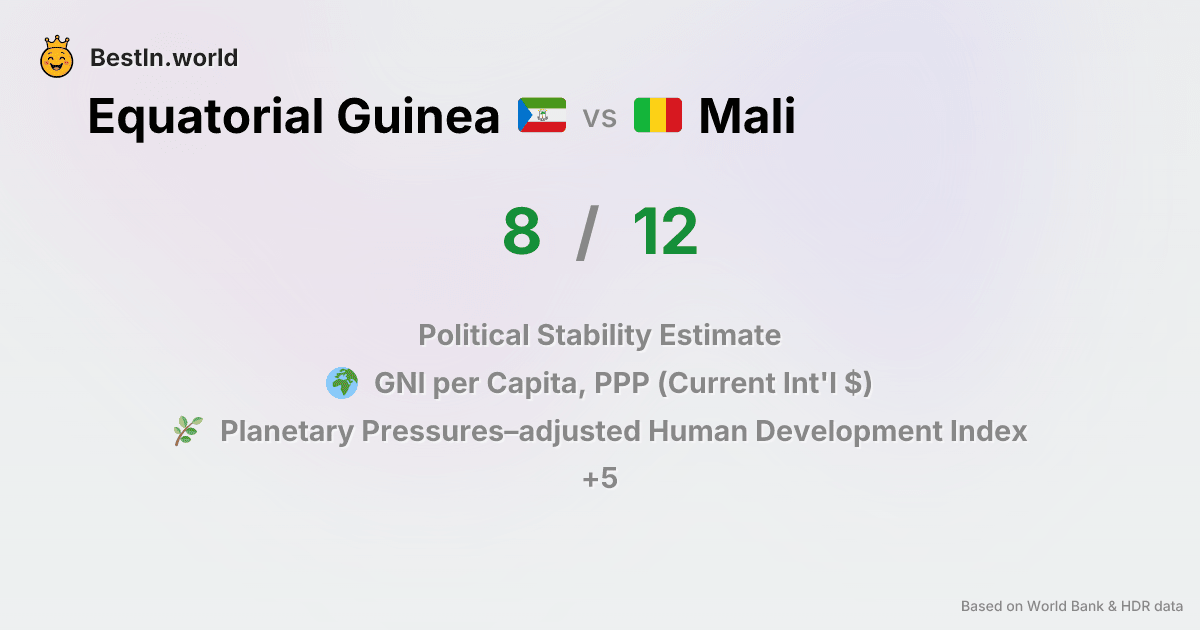 BestIn.world
Equatorial Guinea vs Mali
8 / 12
Political Stability Estimate
GNI per Capita, PPP (Current Int'l $)
Planetary Pressures–adjusted Human Development Index
+5
Based on World Bank & HDR data